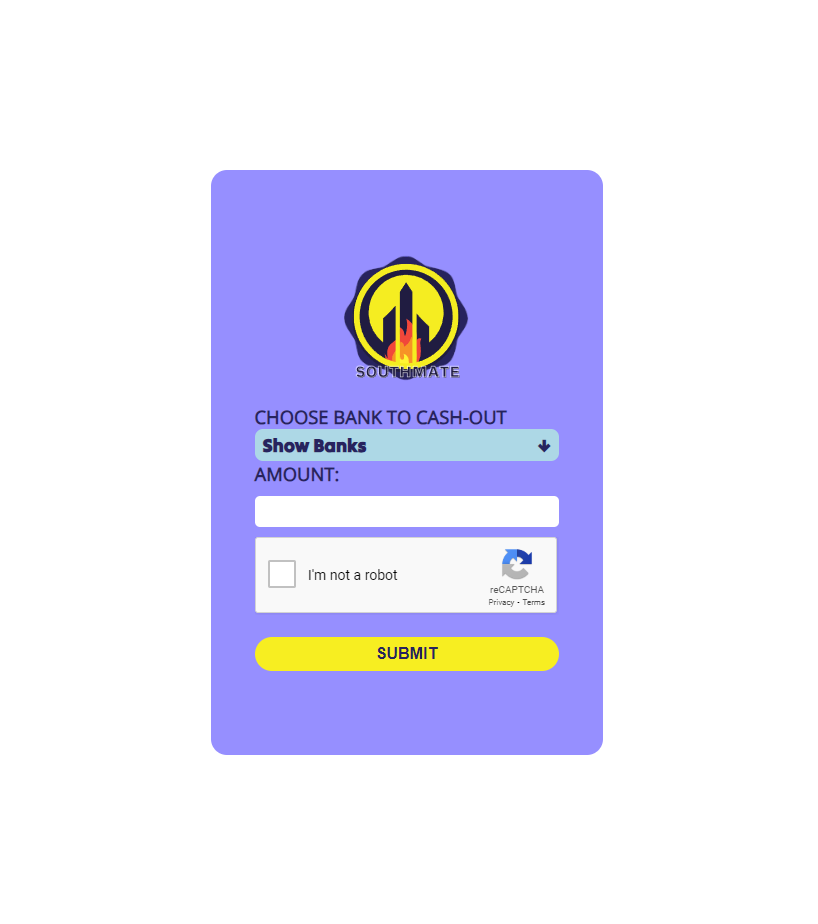 SOUTHMATE
CHOOSE BANK TO CASH-OUT
Show Banks
AMOUNT:
I'm not a robot
reCAPTCHA
Privacy - Terms
SUBMIT